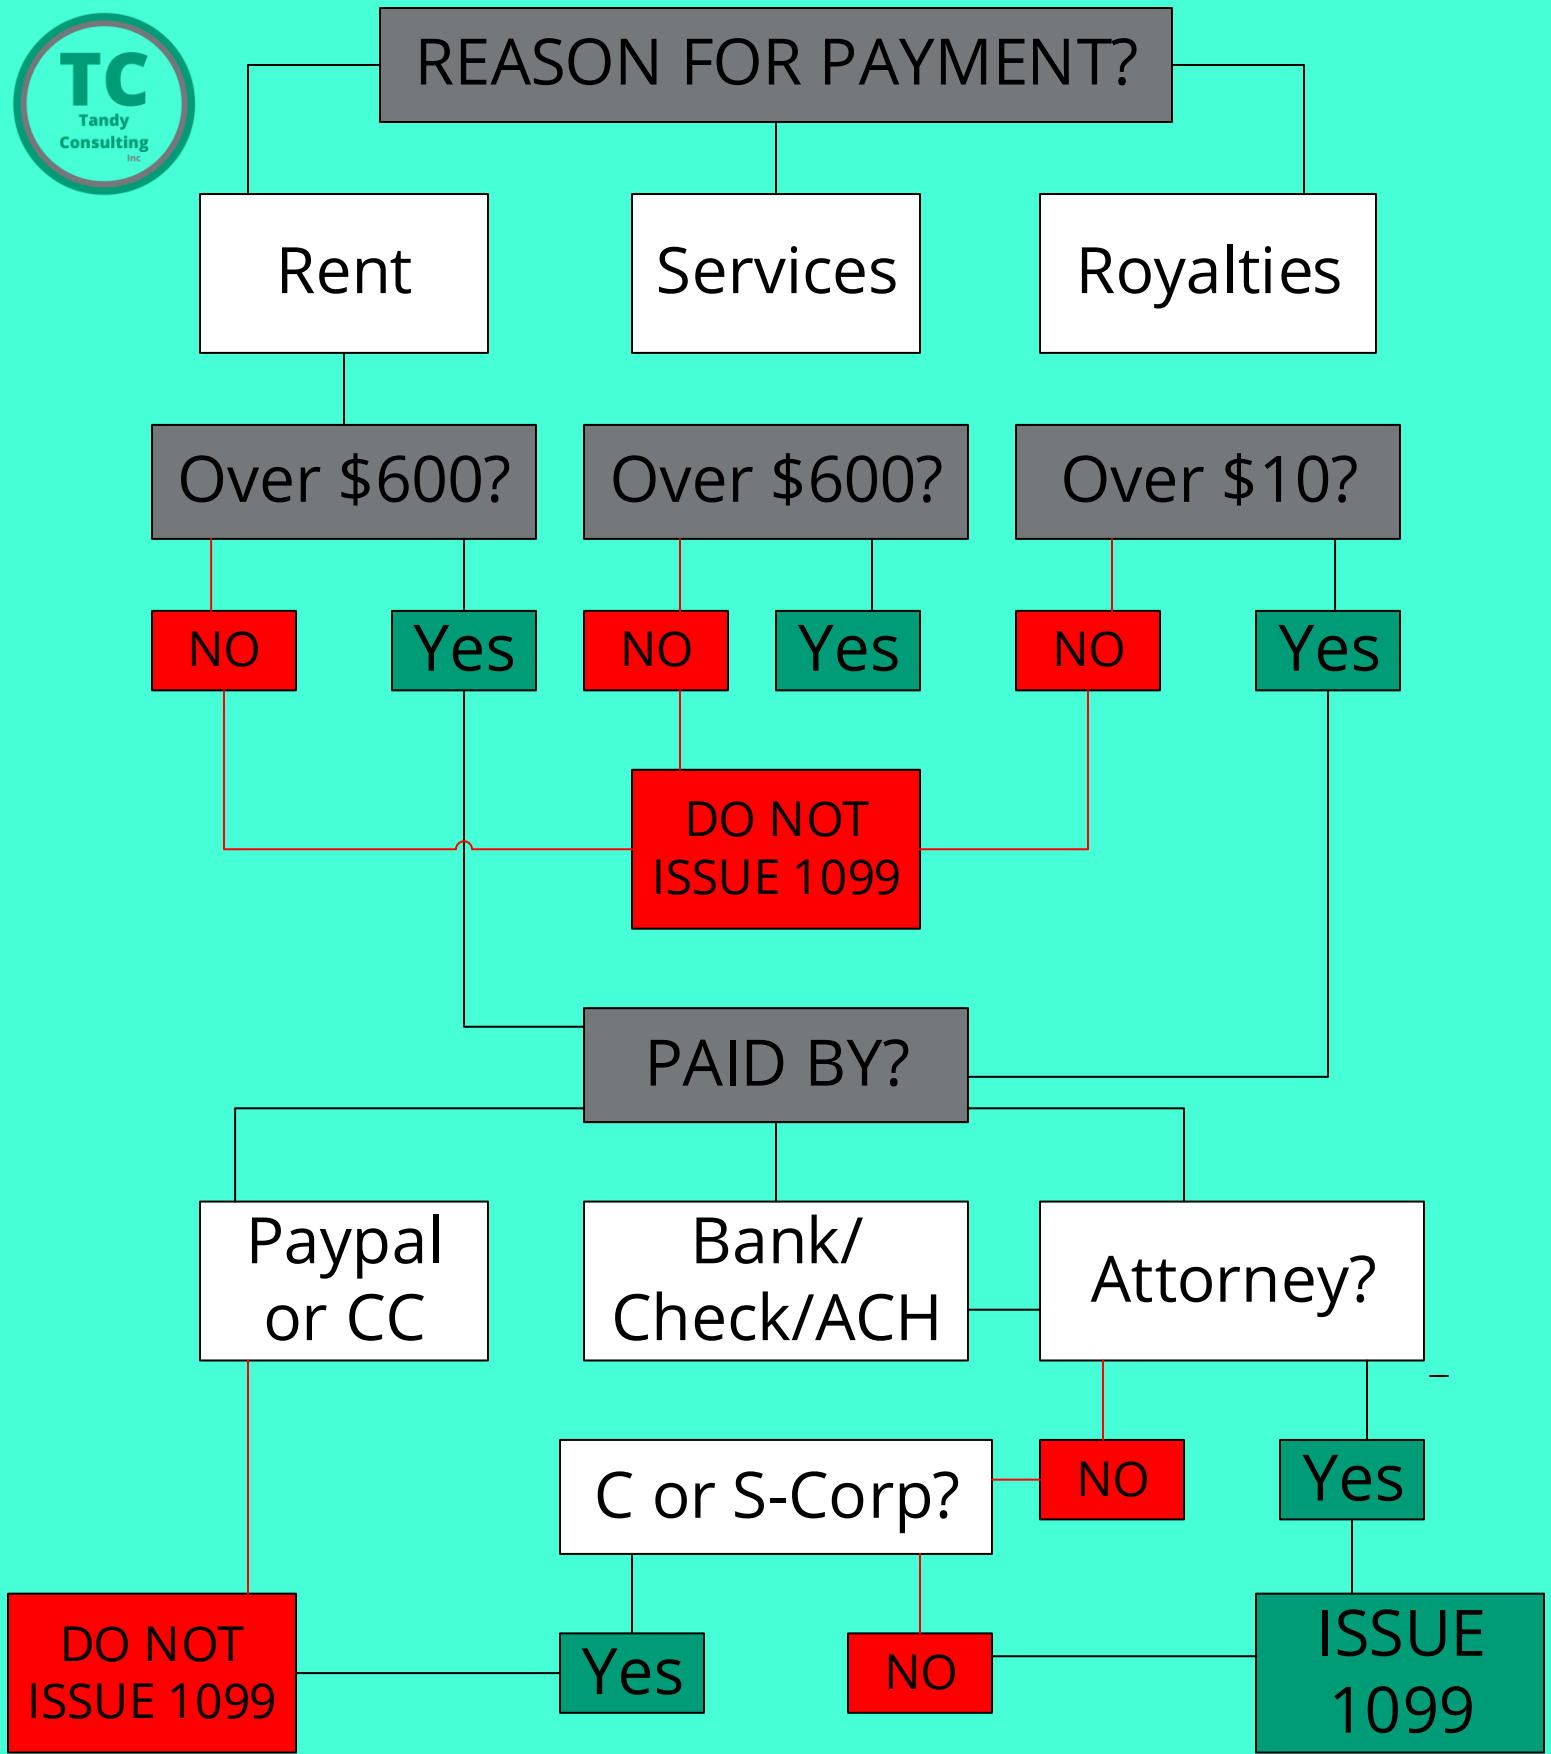 TC
Tandy
Consulting
Inc
REASON FOR PAYMENT?
Rent
Services
Royalties
Over $600?
Over $600?
Over $10?
NO
Yes
NO
Yes
NO
Yes
DO NOT
ISSUE 1099
PAID BY?
Paypal
or CC
Bank/
Check/ACH
Attorney?
C or S-Corp?
NO
Yes
DO NOT
ISSUE 1099
Yes
NO
ISSUE
1099